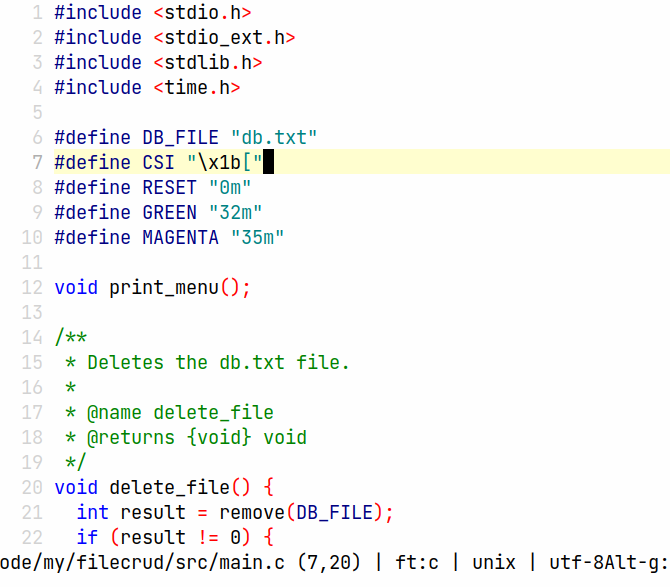 1 #include <stdio.h>
2 #include <stdio_ext.h>
3 #include <stdlib.h>
4 #include <time.h>
5
6 #define DB_FILE "db.txt"
7 #define CSI "\x1b["
8 #define RESET "0m"
9 #define GREEN "32m"
10 #define MAGENTA "35m"
11
12 void print_menu();
13
14 /**
15  * Deletes the db.txt file.
16  *
17  * @name delete_file
18  * @returns {void} void
19  */
20 void delete_file() {
21   int result = remove(DB_FILE);
22   if (result != 0) {
ode/my/filecrud/src/main.c (7,20) | ft:c | unix | utf-8Alt-g: